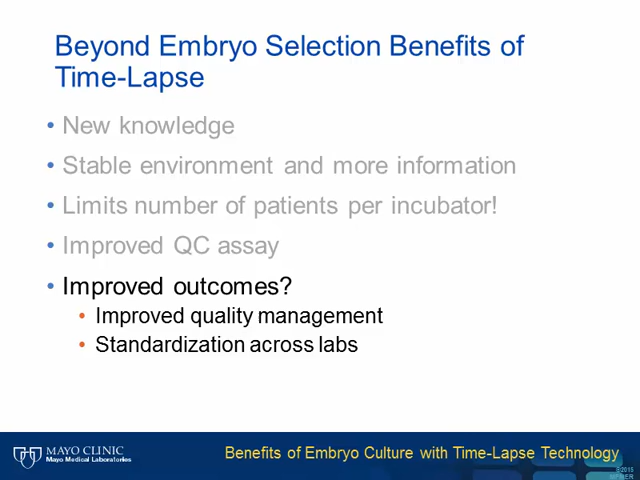 Beyond Embryo Selection Benefits of
Time-Lapse
• New knowledge
• Stable environment and more information
• Limits number of patients per incubator!
• Improved QC assay
• Improved outcomes?
• Improved quality management
• Standardization across labs
MAYO CLINIC
Mayo Medical Laboratories
Benefits of Embryo Culture with Time-Lapse Technology